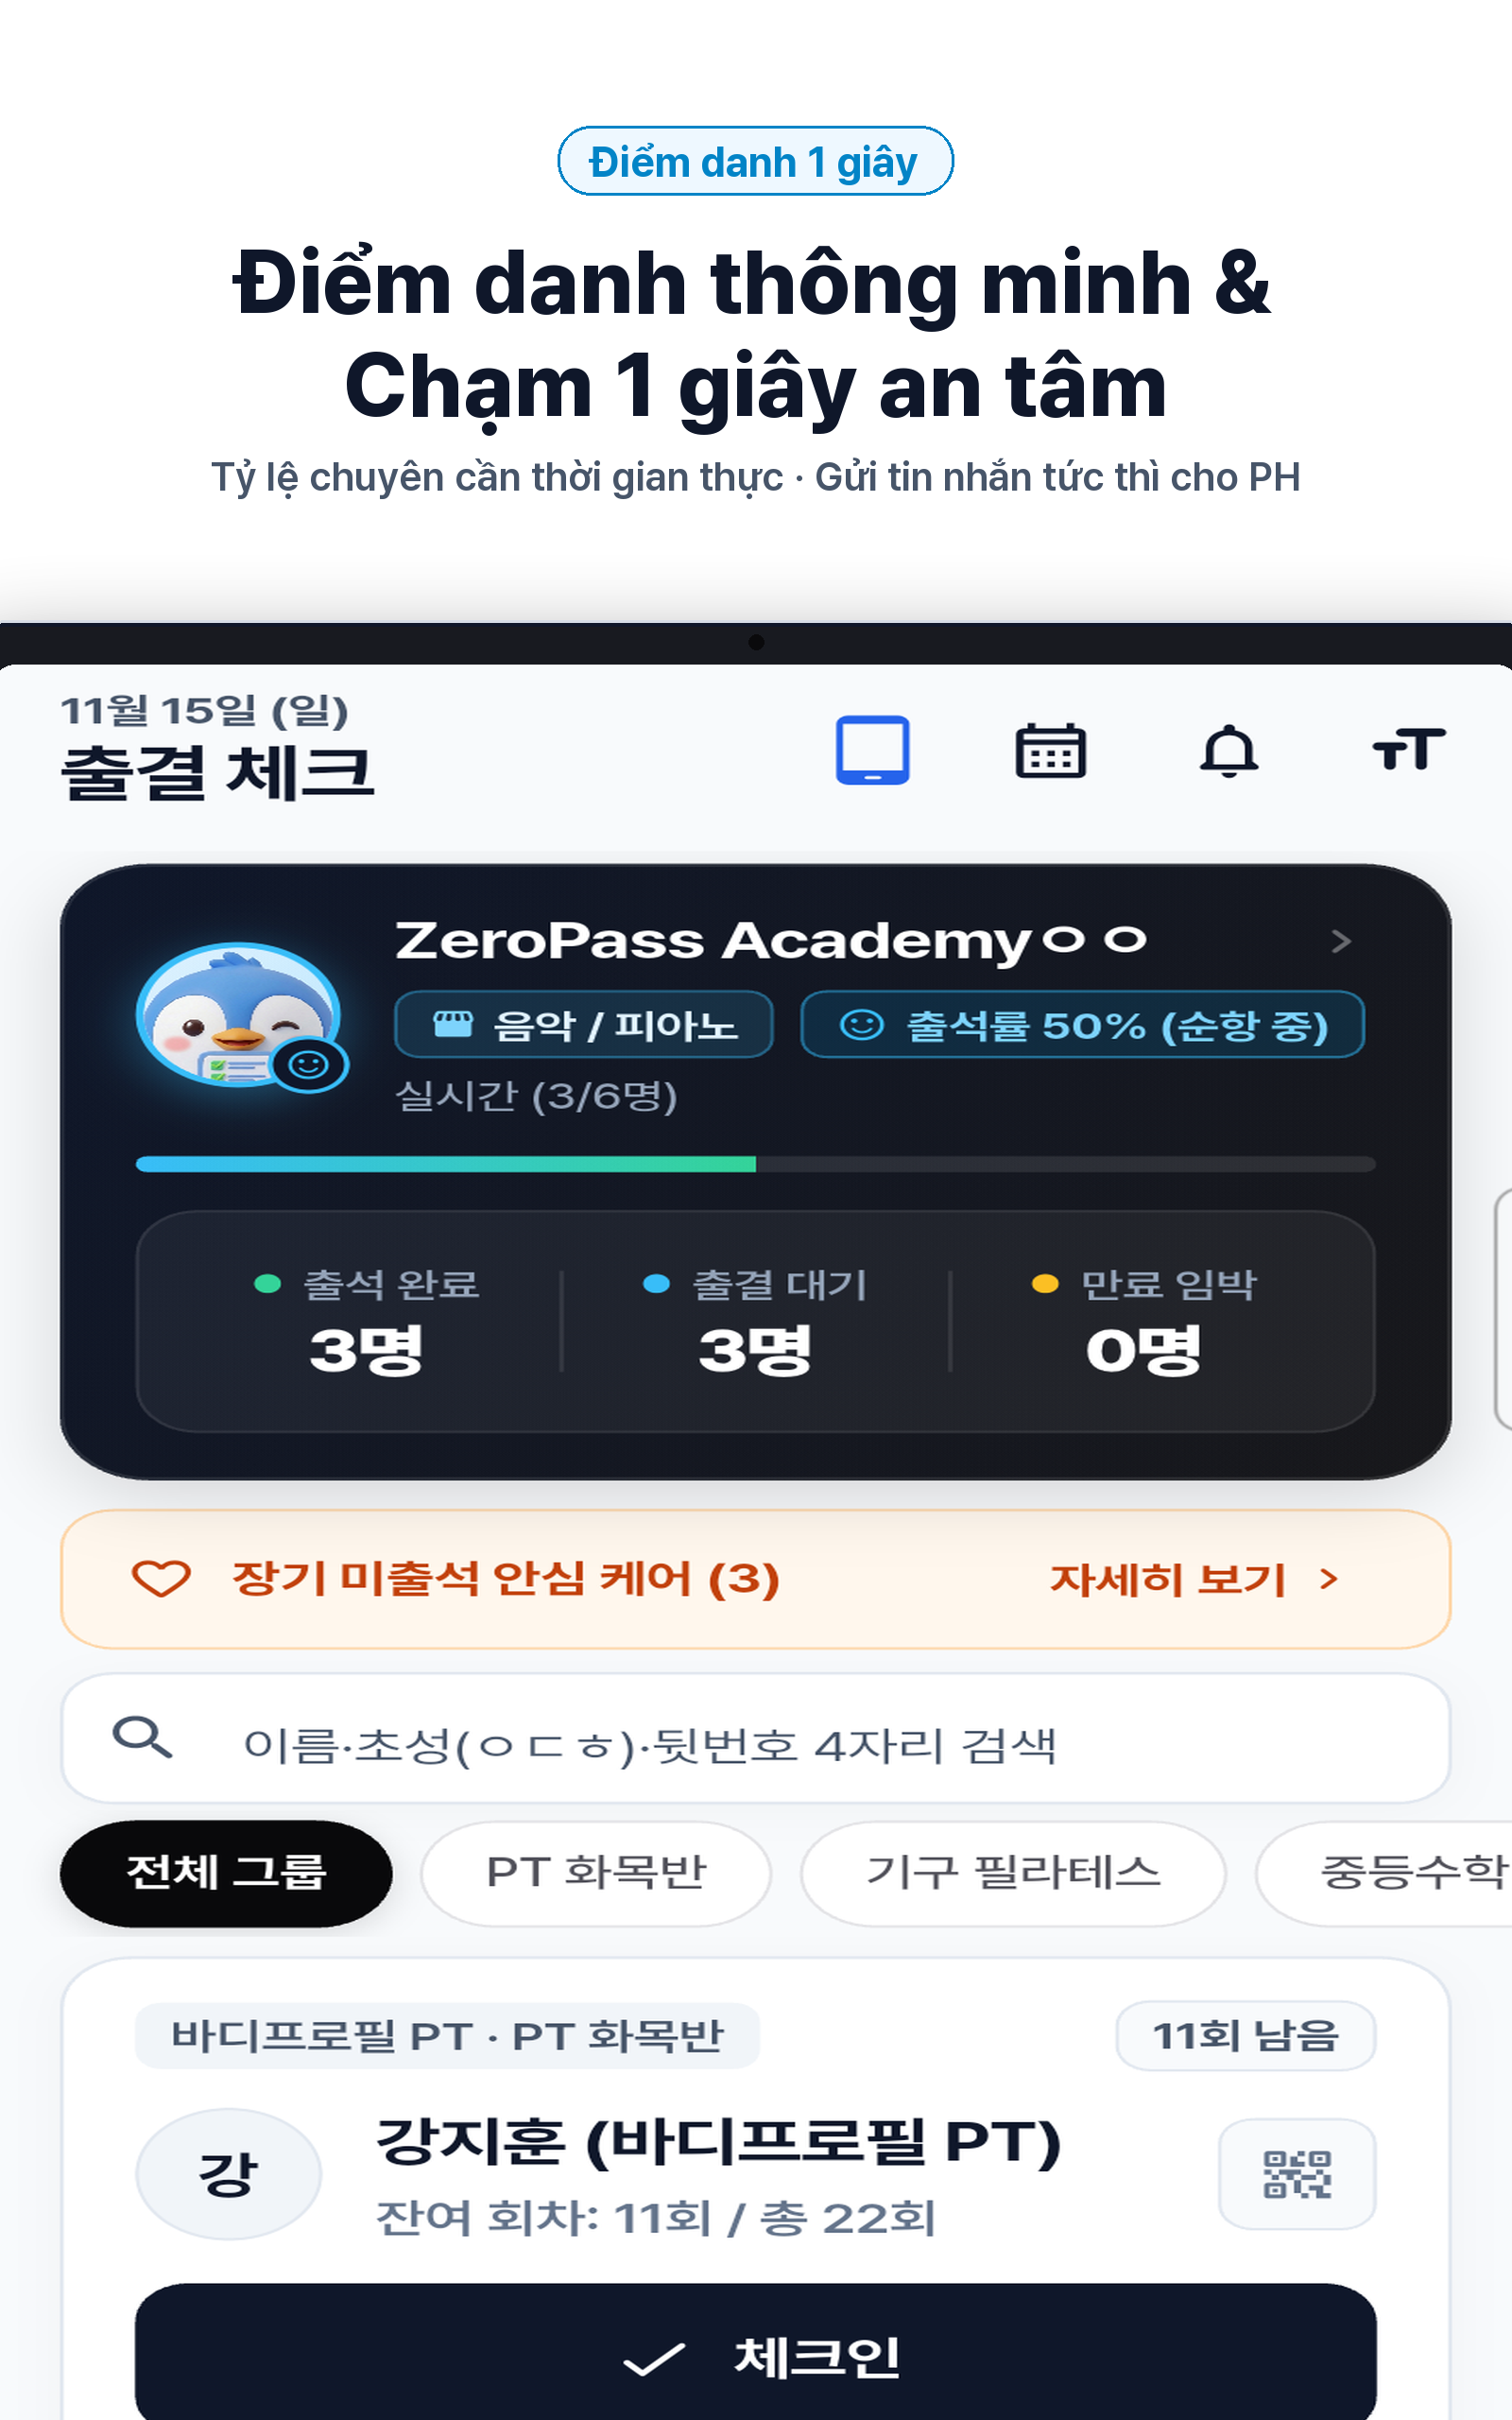 Điểm danh 1 giây
Điểm danh thông minh &
Chạm 1 giây an tâm
Tỷ lệ chuyên cần thời gian thực · Gửi tin nhắn tức thì cho PH
11월 15일 (일)
출결 체크
ZeroPass Academyㅇㅇ
음악 / 피아노
출석률 50% (순항 중)
실시간 (3/6명)
출석 완료
출결 대기
만료 임박
3명
3명
0명
장기 미출석 안심 케어 (3)
자세히 보기
이름·초성(ㅇㄷㅎ)·뒷번호 4자리 검색
전체 그룹
PT 화목반
기구 필라테스
중등수학
바디프로필 PT · PT 화목반
11회 남음
강
강지훈 (바디프로필 PT)
잔여 회차: 11회 / 총 22회
체크인